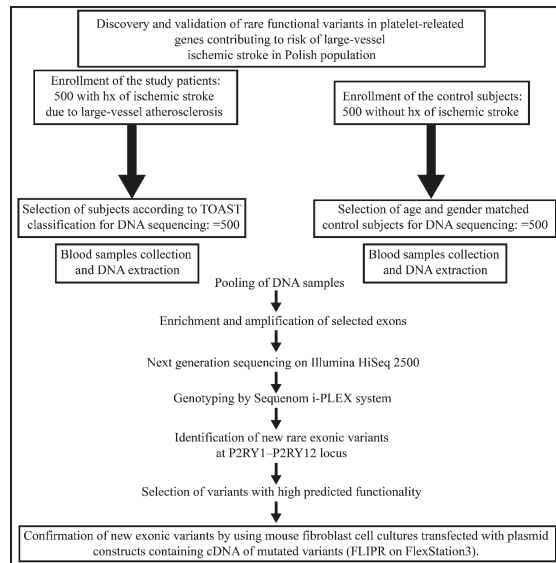 Discovery and validation of rare functional variants in platelet-releated
genes contributing to risk of large-vessel
ischemic stroke in Polish population
Enrollment of the study patients:
500 with hx of ischemic stroke
due to large-vessel atherosclerosis
Enrollment of the control subjects:
500 without hx of ischemic stroke
Selection of subjects according to TOAST
classification for DNA sequencing: =500
Selection of age and gender matched
control subjects for DNA sequencing: =500
Blood samples collection
and DNA extraction
Blood samples collection
and DNA extraction
Pooling of DNA samples
Enrichment and amplification of selected exons
Next generation sequencing on Illumina HiSeq 2500
Genotyping by Sequenom i-PLEX system
Identification of new rare exonic variants
at P2RY1–P2RY12 locus
Selection of variants with high predicted functionality
Confirmation of new exonic variants by using mouse fibroblast cell cultures transfected with plasmid
constructs containing cDNA of mutated variants (FLIPR on FlexStation3).